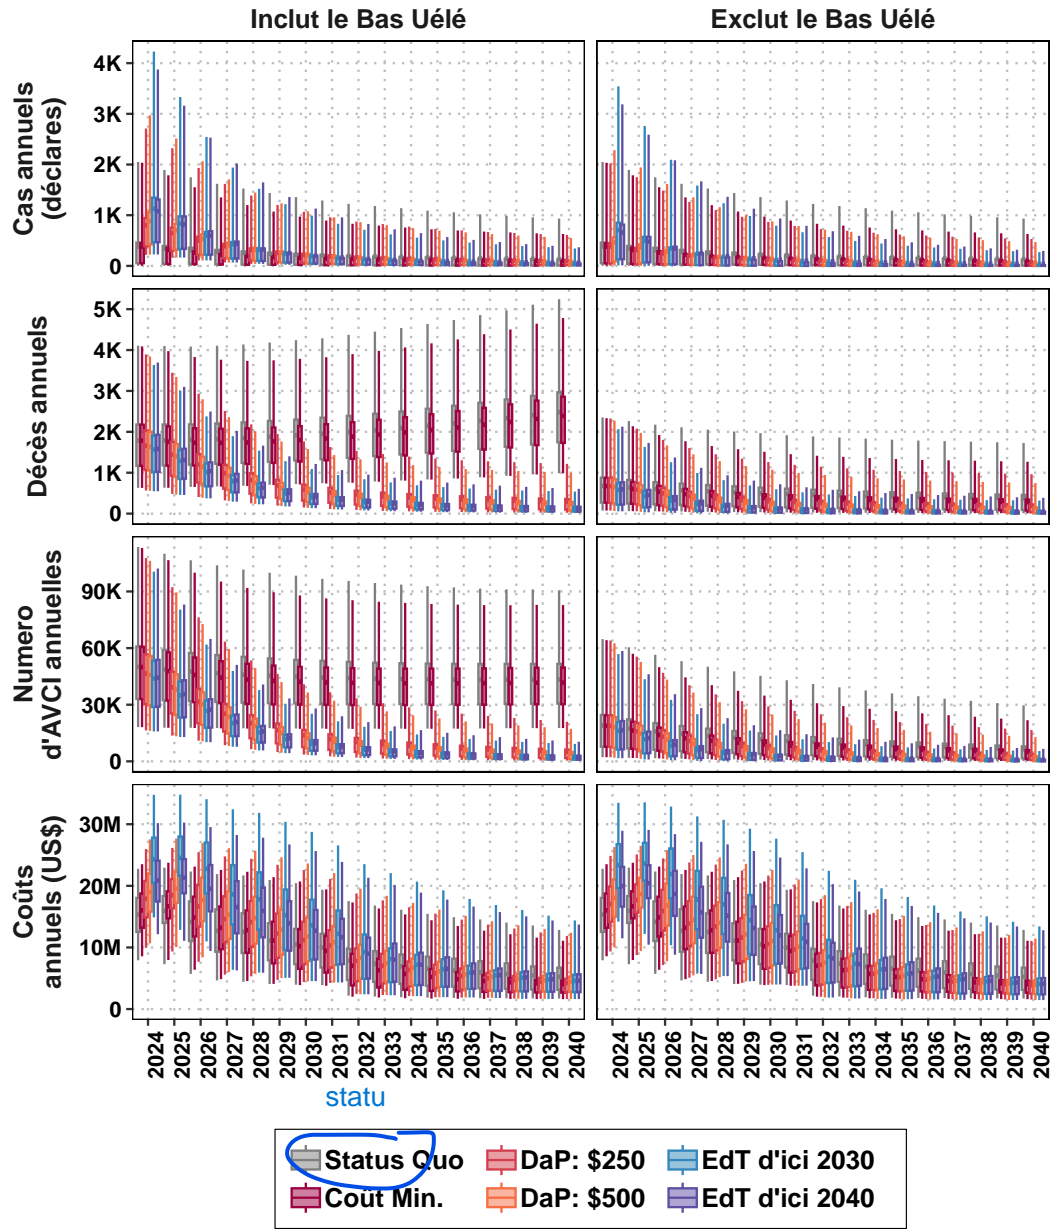 Inclut le Bas Uélé
Exclut le Bas Uélé
Cas annuels
(déclares)
4K
3K
2K
1K
0
Décès annuels
5K
4K
3K
2K
1K
0
Numero
d'AVCI annuelles
90K
60K
30K
0
Coûts
annuels (US$)
30M
20M
10M
0
2024 2025 2026 2027 2028 2029 2030 2031 2032 2033 2034 2035 2036 2037 2038 2039 2040
2024 2025 2026 2027 2028 2029 2030 2031 2032 2033 2034 2035 2036 2037 2038 2039 2040
statu
Status Quo
DaP: $250
EdT d'ici 2030
Coût Min.
DaP: $500
EdT d'ici 2040